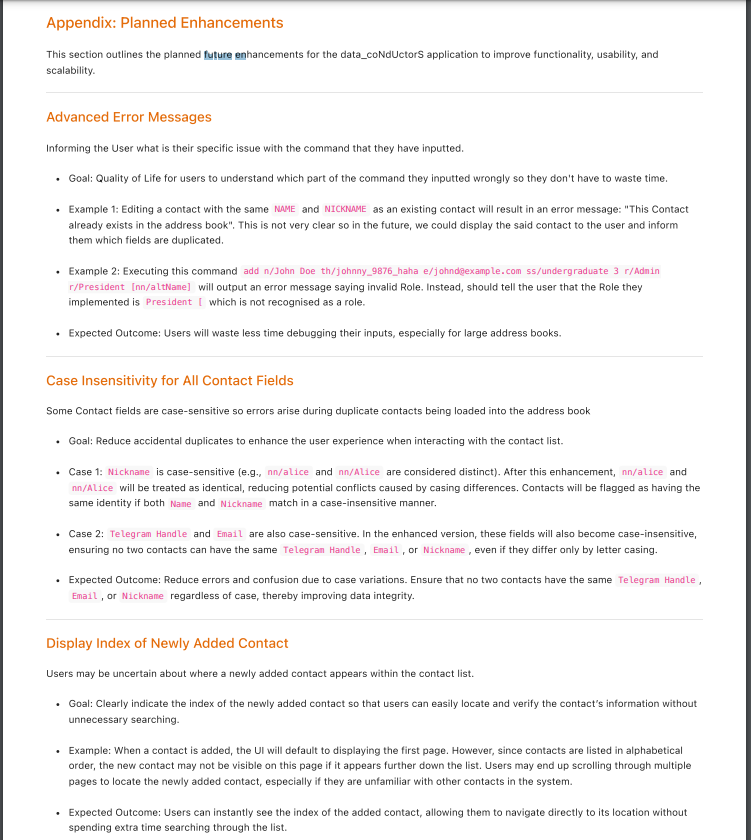 Appendix: Planned Enhancements
This section outlines the planned future enhancements for the data_coNdUctorS application to improve functionality, usability, and
scalability.
Advanced Error Messages
Informing the User what is their specific issue with the command that they have inputted.
• Goal: Quality of Life for users to understand which part of the command they inputted wrongly so they don't have to waste time.
• Example 1: Editing a contact with the same NAME and NICKNAME as an existing contact will result in an error message: "This Contact
already exists in the address book". This is not very clear so in the future, we could display the said contact to the user and inform
them which fields are duplicated.
• Example 2: Executing this command add n/John Doe th/johnny_9876_haha e/johnd@example.com ss/undergraduate 3 r/Admin
r/President [nn/altName] will output an error message saying invalid Role. Instead, should tell the user that the Role they
implemented is President [ which is not recognised as a role.
• Expected Outcome: Users will waste less time debugging their inputs, especially for large address books.
Case Insensitivity for All Contact Fields
Some Contact fields are case-sensitive so errors arise during duplicate contacts being loaded into the address book
• Goal: Reduce accidental duplicates to enhance the user experience when interacting with the contact list.
• Case 1: Nickname is case-sensitive (e.g., nn/alice and nn/Alice are considered distinct). After this enhancement, nn/alice and
nn/Alice will be treated as identical, reducing potential conflicts caused by casing differences. Contacts will be flagged as having the
same identity if both Name and Nickname match in a case-insensitive manner.
• Case 2: Telegram Handle and Email are also case-sensitive. In the enhanced version, these fields will also become case-insensitive,
ensuring no two contacts can have the same Telegram Handle , Email , or Nickname , even if they differ only by letter casing.
• Expected Outcome: Reduce errors and confusion due to case variations. Ensure that no two contacts have the same Telegram Handle ,
Email , or Nickname regardless of case, thereby improving data integrity.
Display Index of Newly Added Contact
Users may be uncertain about where a newly added contact appears within the contact list.
• Goal: Clearly indicate the index of the newly added contact so that users can easily locate and verify the contact's information without
unnecessary searching.
• Example: When a contact is added, the UI will default to displaying the first page. However, since contacts are listed in alphabetical
order, the new contact may not be visible on this page if it appears further down the list. Users may end up scrolling through multiple
pages to locate the newly added contact, especially if they are unfamiliar with other contacts in the system.
• Expected Outcome: Users can instantly see the index of the added contact, allowing them to navigate directly to its location without
spending extra time searching through the list.